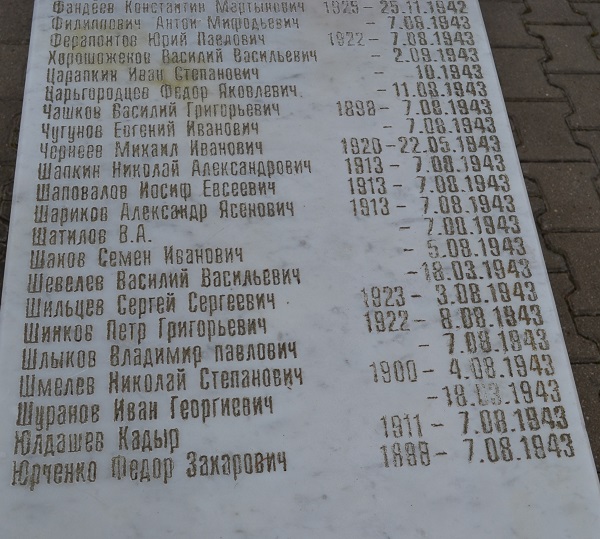 Фандеев Константин Мартынович 1925 - 25.11.1942
Филиппович Антон Мифодьевич - 7.08.1943
Ферапонтов Юрий Павлович 1922 - 7.08.1943
Хорошоженов Василий Васильевич - 2.09.1943
Царапкин Иван Степанович - 10.1943
Царьгородцев Федор Яковлевич - 11.08.1943
Чашков Василий Григорьевич 1898 - 7.08.1943
Чугунов Евгений Иванович - 7.08.1943
Чернеев Михаил Иванович 1920 - 22.05.1943
Шапкин Николай Александрович 1913 - 7.08.1943
Шаповалов Иосиф Евсеевич 1913 - 7.08.1943
Шариков Александр Ясенович 1913 - 7.08.1943
Шатилов В.А. - 7.08.1943
Шахов Семен Иванович - 5.08.1943
Шевелев Василий Васильевич - 18.03.1943
Шильцев Сергей Сергеевич 1923 - 3.08.1943
Шинков Петр Григорьевич 1922 - 8.08.1943
Шлыков Владимир павлович - 7.08.1943
Шмелев Николай Степанович 1900 - 4.08.1943
Шуранов Иван Георгиевич - 18.03.1943
Юлдашев Кадыр 1911 - 7.08.1943
Юрченко Федор Захарович 1898 - 7.08.1943